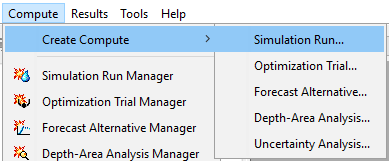 Compute Results Tools Help
Create Compute
Simulation Run Manager
Optimization Trial Manager
Forecast Alternative Manager
Depth-Area Analysis Manager
Simulation Run...
Optimization Trial...
Forecast Alternative...
Depth-Area Analysis...
Uncertainty Analysis...